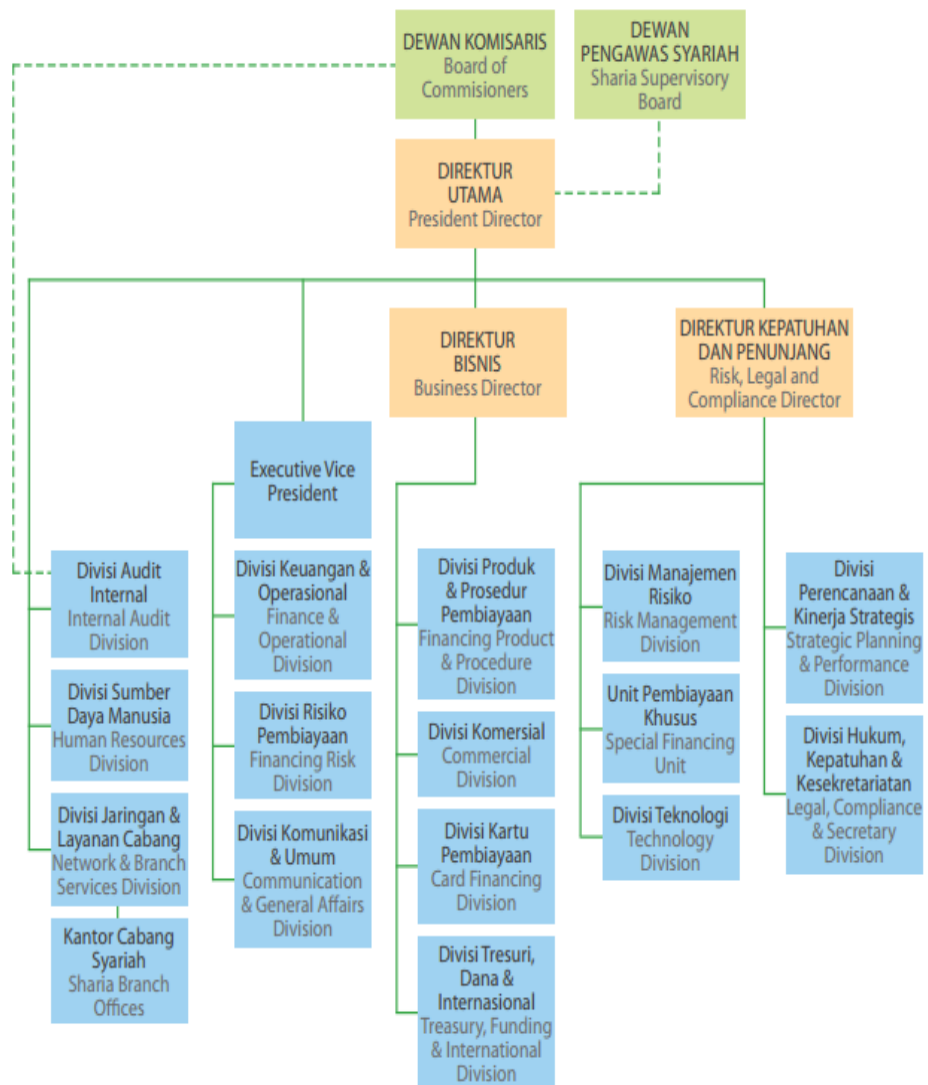 DEWAN KOMISARIS
Board of
Commisioners
DEWAN
PENGAWAS SYARIAH
Sharia Supervisory
Board
DIREKTUR
UTAMA
President Director
DIREKTUR
BISNIS
Business Director
DIREKTUR KEPATUHAN
DAN PENUNJANG
Risk, Legal and
Compliance Director
Executive Vice
President
Divisi Audit
Internal
Internal Audit
Division
Divisi Sumber
Daya Manusia
Human Resources
Division
Divisi Jaringan &
Layanan Cabang
Network & Branch
Services Division
Kantor Cabang
Syariah
Sharia Branch
Offices
Divisi Keuangan &
Operasional
Finance &
Operational
Division
Divisi Risiko
Pembiayaan
Financing Risk
Division
Divisi Komunikasi
& Umum
Communication
& General Affairs
Division
Divisi Produk
& Prosedur
Pembiayaan
Financing Product
& Procedure
Division
Divisi Komersial
Commercial
Division
Divisi Kartu
Pembiayaan
Card Financing
Division
Divisi Tresuri,
Dana &
Internasional
Treasury, Funding
& International
Division
Divisi Manajemen
Risiko
Risk Management
Division
Unit Pembiayaan
Khusus
Special Financing
Unit
Divisi Teknologi
Technology
Division
Divisi
Perencanaan &
Kinerja Strategis
Strategic Planning
& Performance
Division
Divisi Hukum,
Kepatuhan &
Kesekretariatan
Legal, Compliance
& Secretary
Division